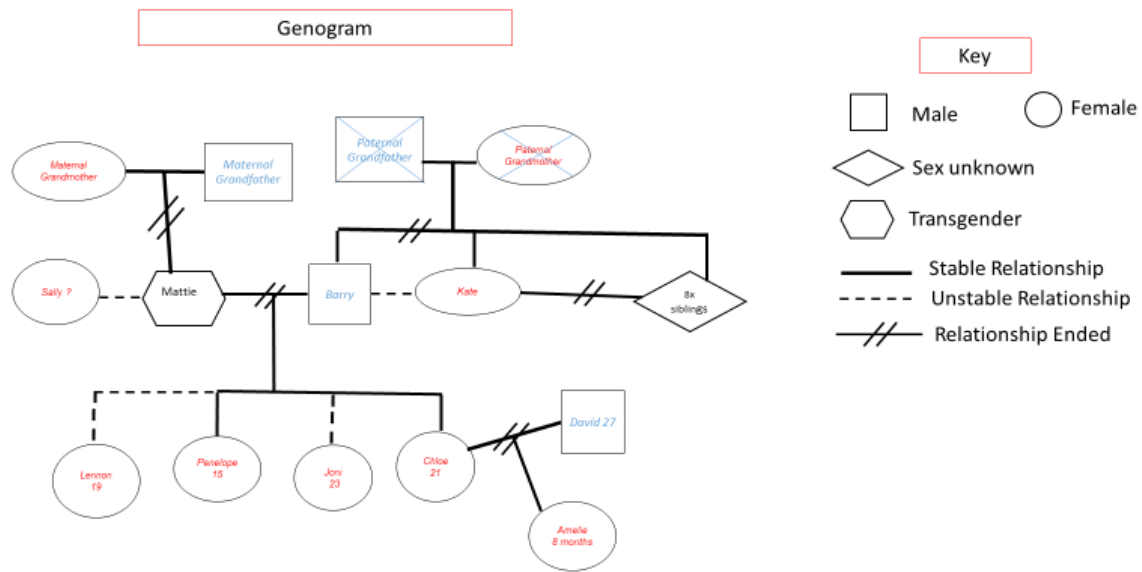 Genogram
Key
Male
Female
Sex unknown
Transgender
Stable Relationship
Unstable Relationship
Relationship Ended
Maternal
Grandmother
Maternal
Grandfather
Paternal
Grandfather
Paternal
Grandmother
Sally ?
Mattie
Barry
Kate
8x
siblings
Lennon
19
Penelope
15
Joni
23
Chloe
21
David 27
Amelie
8 months